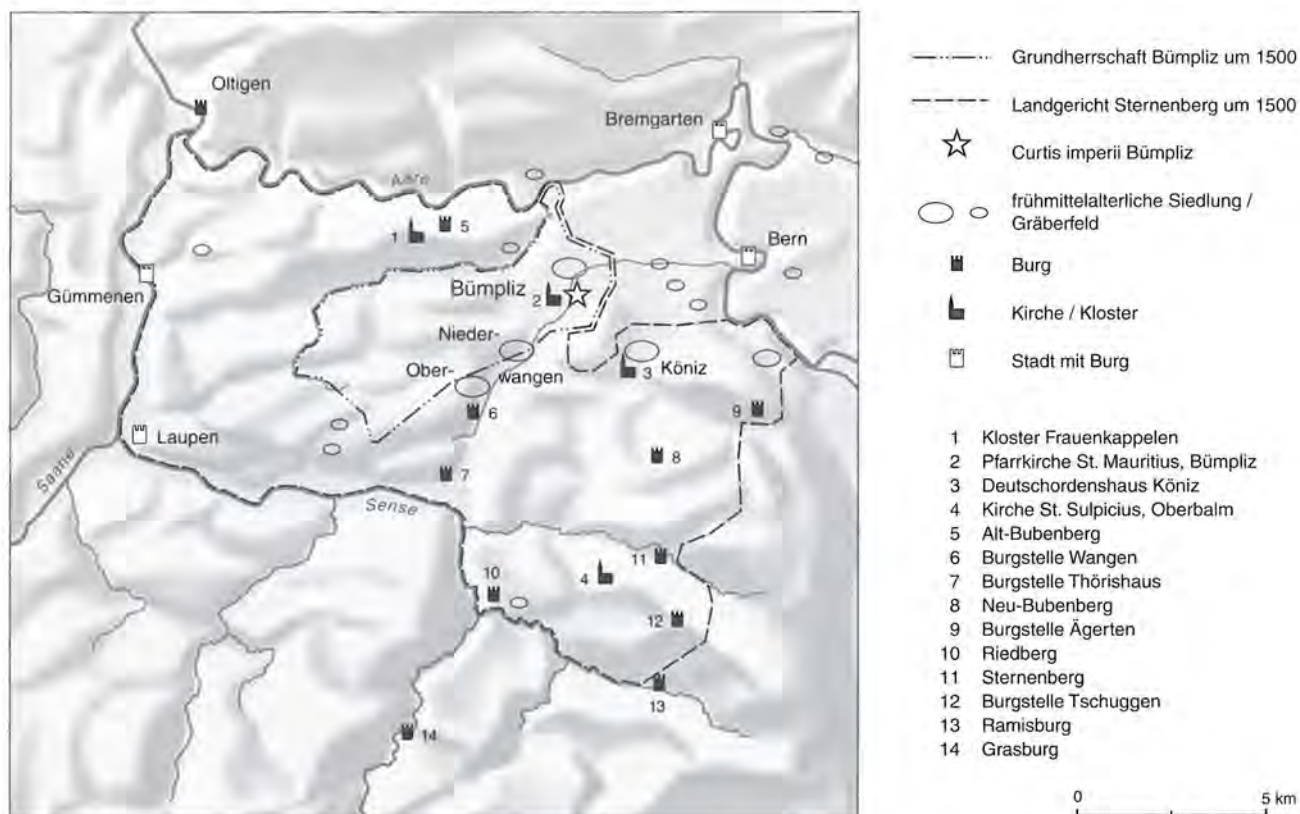 Oltigen
Bremgarten
Aare
1
5
Bern
Gümmenen
Bümpliz
2
Nieder-
Ober-
wangen
3 Köniz
6
9
8
Laupen
7
Saane
Sense
11
10
4
12
13
14
Grundherrschaft Bümpliz um 1500
Landgericht Sternenberg um 1500
Curtis imperii Bümpliz
frühmittelalterliche Siedlung /
Gräberfeld
Burg
Kirche / Kloster
Stadt mit Burg
1 Kloster Frauenkappelen
2 Pfarrkirche St. Mauritius, Bümpliz
3 Deutschordenshaus Köniz
4 Kirche St. Sulpicius, Oberbalm
5 Alt-Bubenberg
6 Burgstelle Wangen
7 Burgstelle Thörishaus
8 Neu-Bubenberg
9 Burgstelle Ägerten
10 Riedberg
11 Sternenberg
12 Burgstelle Tschuggen
13 Ramisburg
14 Grasburg
0 5 km